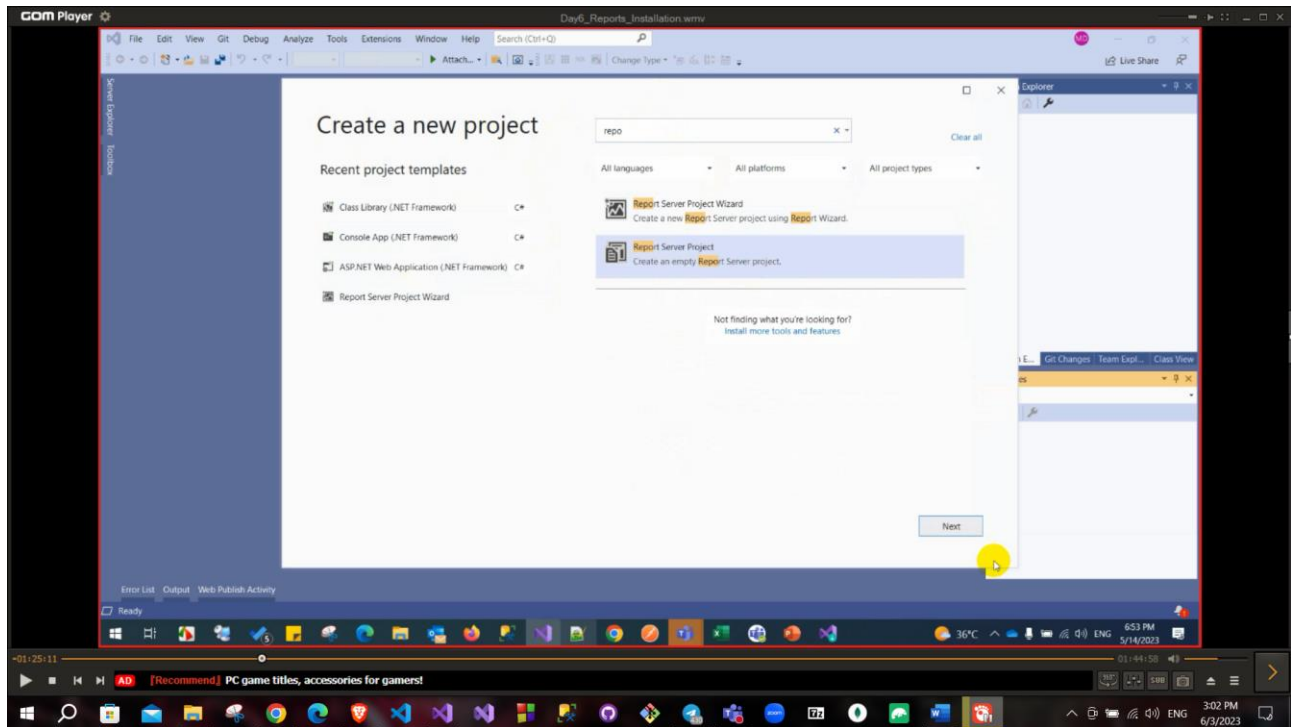 GOM Player
Day6_Reports_Installation.wmv
File Edit View Git Debug Analyze Tools Extensions Window Help Search (Ctrl+Q)
MO
Attach...
Change Type
Live Share
Server Explorer
Toolbox
Explorer
Create a new project
repo
Clear all
Recent project templates
All languages
All platforms
All project types
Class Library (.NET Framework) C#
Console App (.NET Framework) C#
ASP.NET Web Application (.NET Framework) C#
Report Server Project Wizard
Report Server Project Wizard
Create a new Report Server project using Report Wizard.
Report Server Project
Create an empty Report Server project.
Not finding what you're looking for?
Install more tools and features
E... Git Changes Team Expl... Class View
es
Next
Error List Output Web Publish Activity
Ready
36°C ENG 6:53 PM
5/14/2023
-01:25:11
01:44:58
AD [Recommend] PC game titles, accessories for gamers!
360° SUB
ENG 3:02 PM
6/3/2023